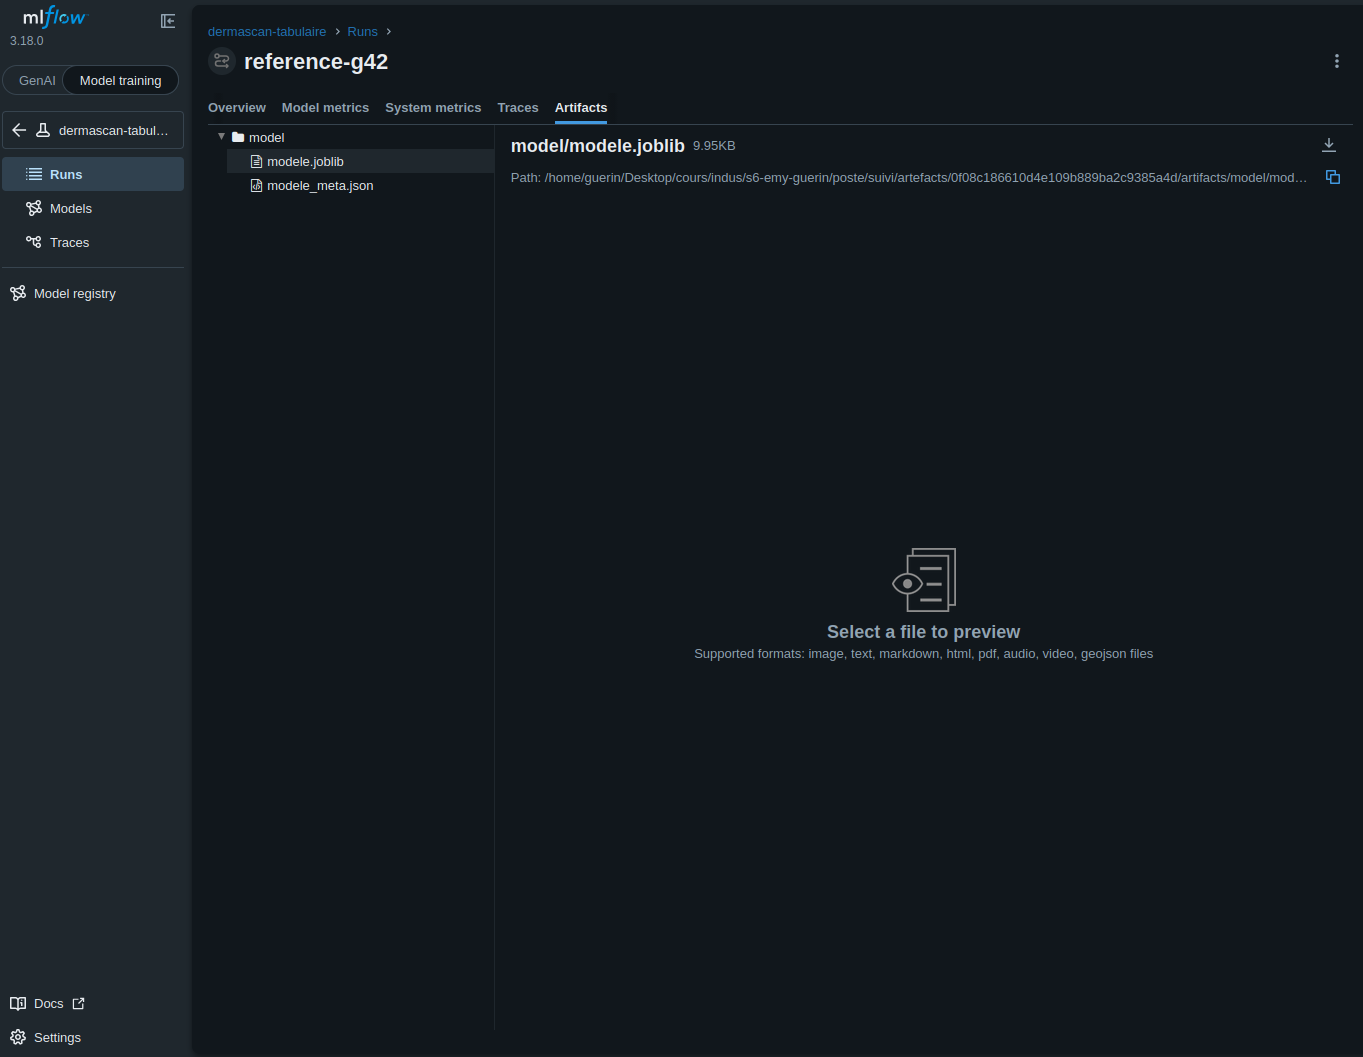 mlflow
3.18.0
GenAI
Model training
dermascan-tabul...
Runs
Models
Traces
Model registry
Docs
Settings
dermascan-tabulaire > Runs >
reference-g42
Overview Model metrics System metrics Traces Artifacts
model
modele.joblib
modele_meta.json
model/modele.joblib 9.95KB
Path: /home/guerin/Desktop/cours/indus/s6-emy-guerin/poste/suivi/artefacts/0f08c186610d4e109b889ba2c9385a4d/artifacts/model/mod...
Select a file to preview
Supported formats: image, text, markdown, html, pdf, audio, video, geojson files